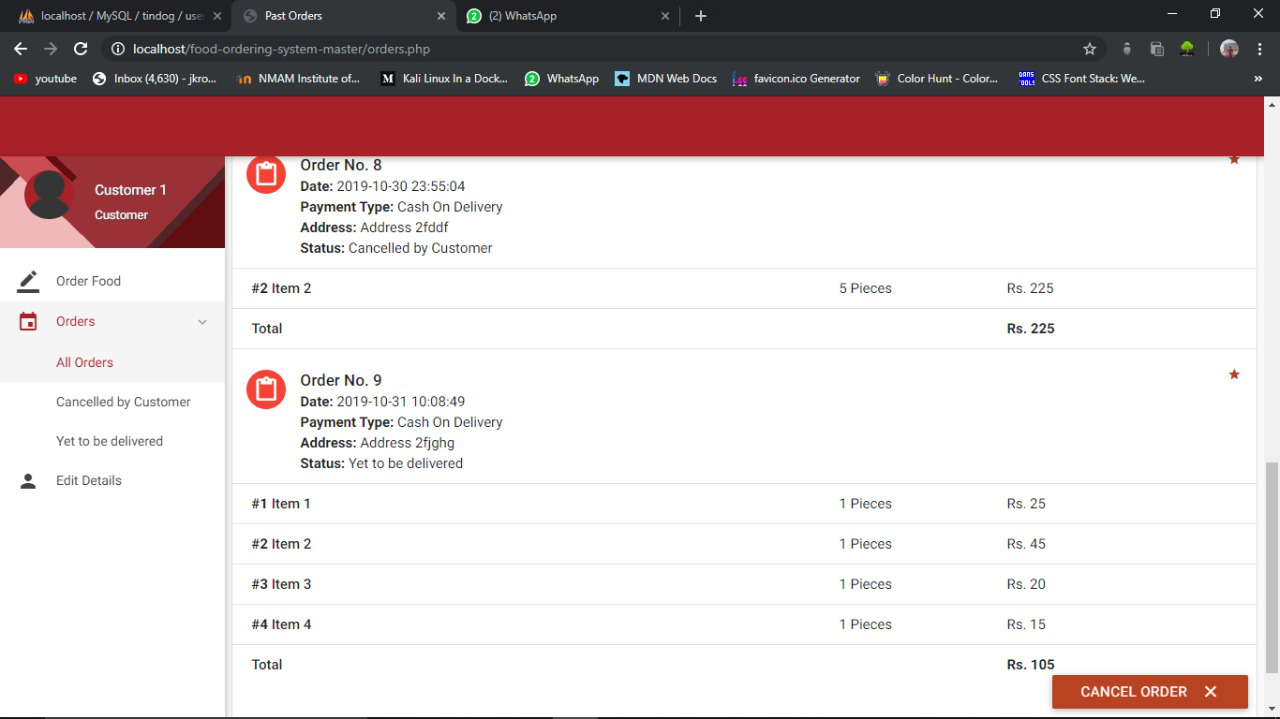 localhost / MySQL / tindog / use
Past Orders
(2) WhatsApp
localhost/food-ordering-system-master/orders.php
youtube
Inbox (4,630) - jkro...
NMAM Institute of...
Kali Linux In a Dock...
WhatsApp
MDN Web Docs
favicon.ico Generator
Color Hunt - Color...
CSS Font Stack: We...
Customer 1
Customer
Order Food
Orders
All Orders
Cancelled by Customer
Yet to be delivered
Edit Details
Order No. 8
Date: 2019-10-30 23:55:04
Payment Type: Cash On Delivery
Address: Address 2fddf
Status: Cancelled by Customer
#2 Item 2 5 Pieces Rs. 225
Total Rs. 225
Order No. 9
Date: 2019-10-31 10:08:49
Payment Type: Cash On Delivery
Address: Address 2fjghg
Status: Yet to be delivered
#1 Item 1 1 Pieces Rs. 25
#2 Item 2 1 Pieces Rs. 45
#3 Item 3 1 Pieces Rs. 20
#4 Item 4 1 Pieces Rs. 15
Total Rs. 105
CANCEL ORDER